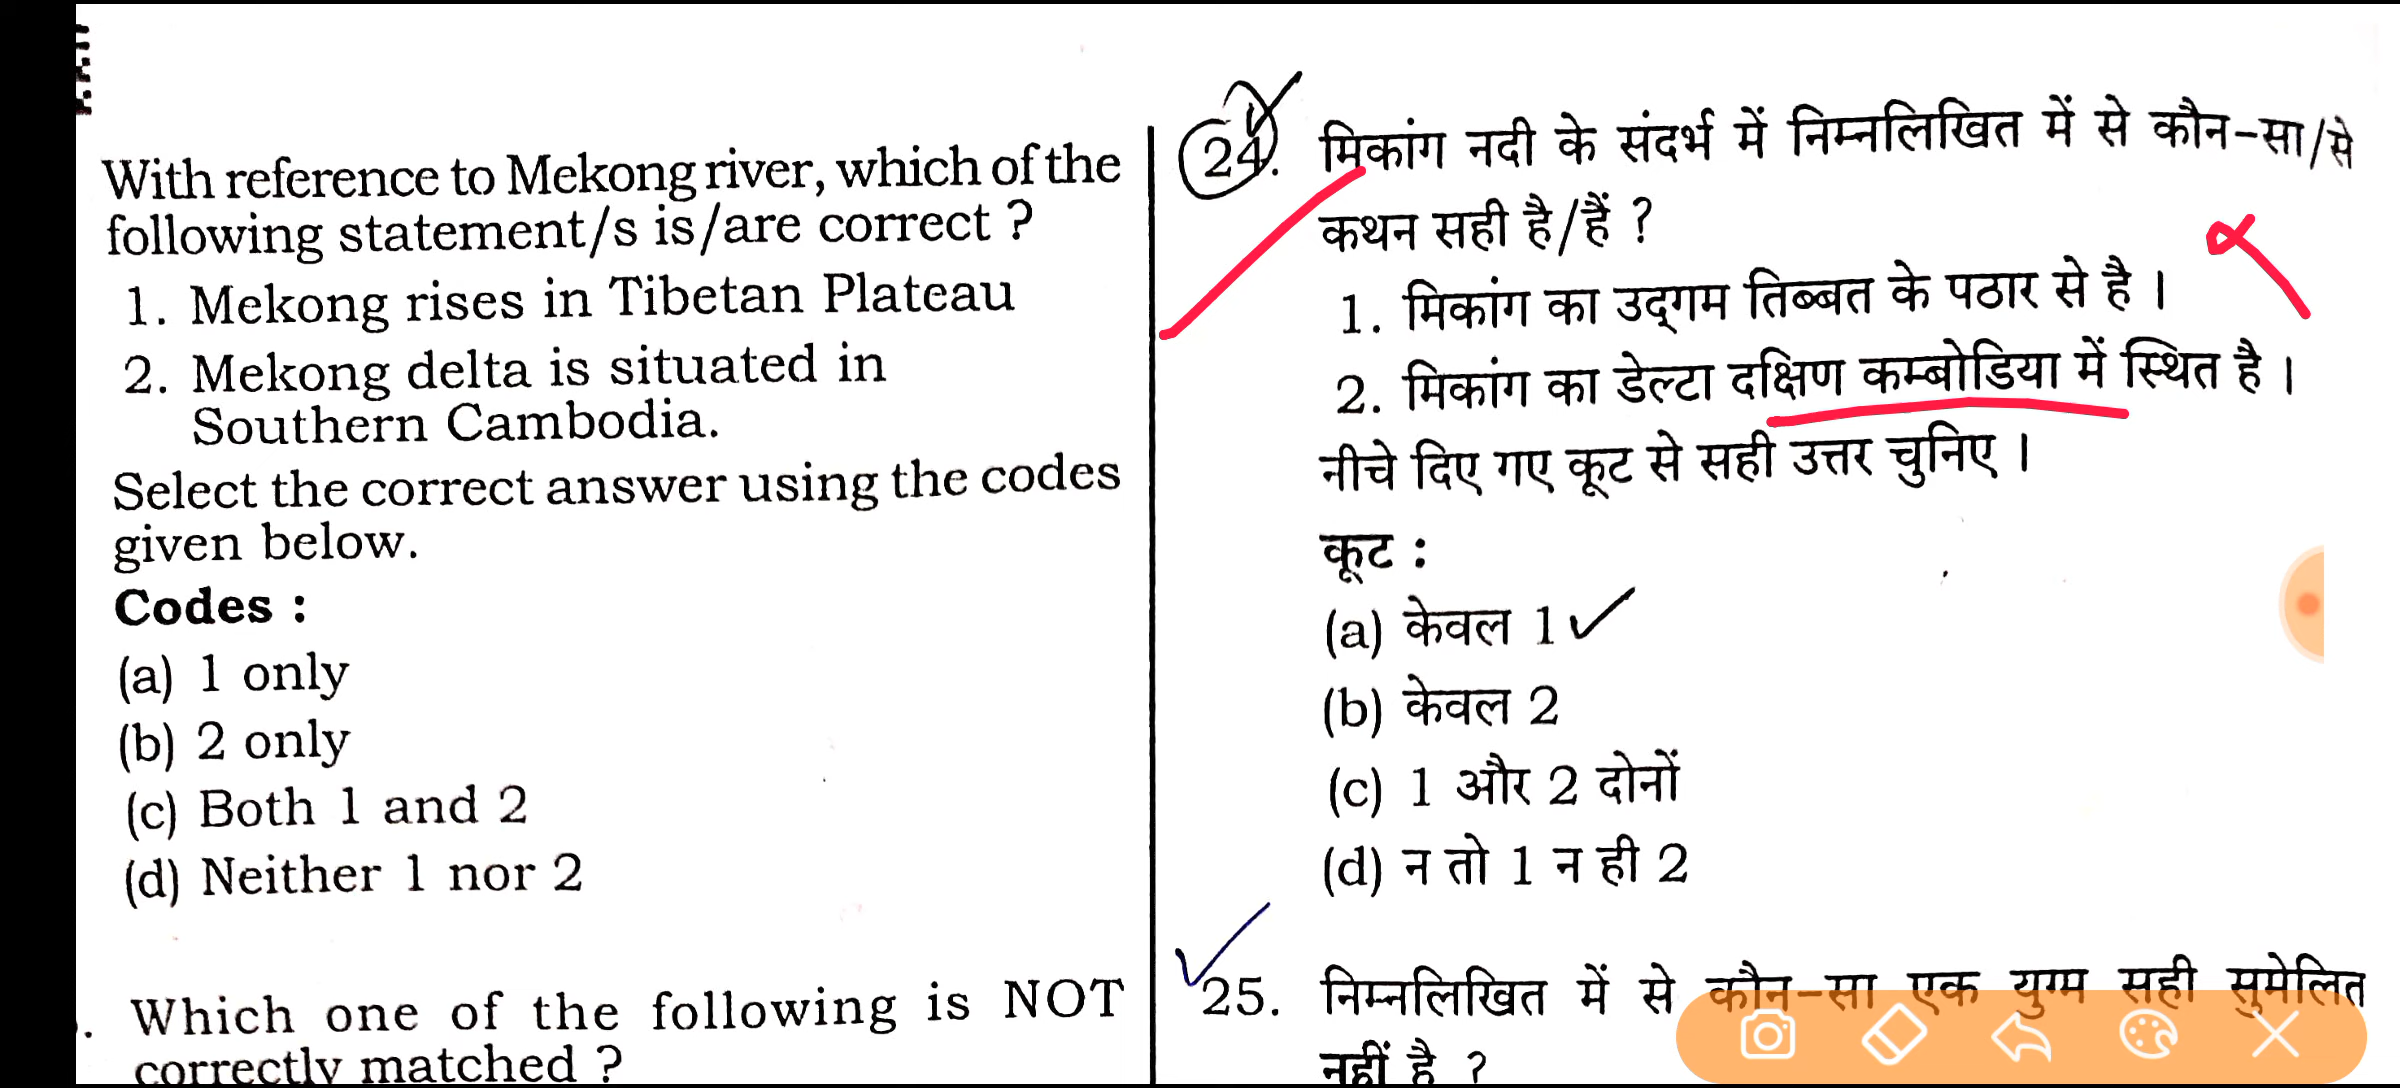 With reference to Mekong river, which of the
following statement/s is/are correct ?
1. Mekong rises in Tibetan Plateau
2. Mekong delta is situated in
Southern Cambodia.
Select the correct answer using the codes
given below.
Codes :
(a) 1 only
(b) 2 only
(c) Both 1 and 2
(d) Neither 1 nor 2
. Which one of the following is NOT
correctly matched ?
24. मिकांग नदी के संदर्भ में निम्नलिखित में से कौन-सा/से
कथन सही है/हैं ?
1. मिकांग का उद्गम तिब्बत के पठार से है ।
2. मिकांग का डेल्टा दक्षिण कम्बोडिया में स्थित है ।
नीचे दिए गए कूट से सही उत्तर चुनिए ।
कूट :
(a) केवल 1
(b) केवल 2
(c) 1 और 2 दोनों
(d) न तो 1 न ही 2
25. निम्नलिखित में से कौन-सा एक युग्म सही सुमेलित
नहीं है ?